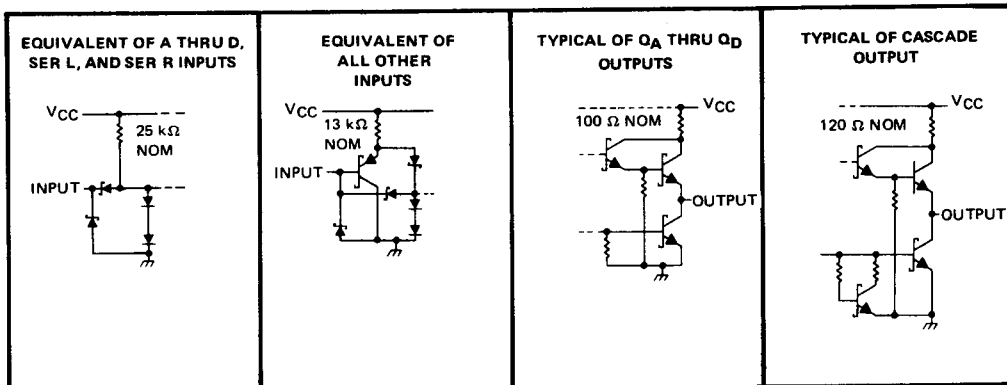 EQUIVALENT OF A THRU D,
SER L, AND SER R INPUTS
VCC
25 kΩ
NOM
INPUT
EQUIVALENT OF
ALL OTHER
INPUTS
VCC
13 kΩ
NOM
INPUT
TYPICAL OF QA THRU QD
OUTPUTS
VCC
100 Ω NOM
OUTPUT
TYPICAL OF CASCADE
OUTPUT
VCC
120 Ω NOM
OUTPUT